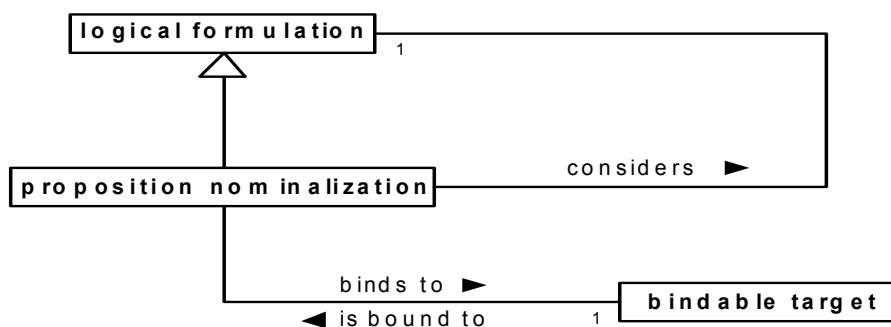 logical formulation
1
considers ►
proposition nominalization
binds to ►
◄ is bound to
1
bindable target